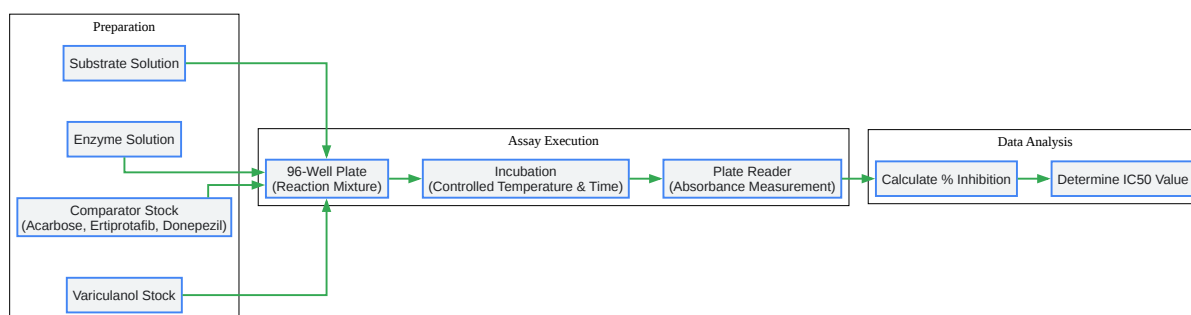 Preparation
Substrate Solution
Enzyme Solution
Comparator Stock
(Acarbose, Ertiprotafib, Donepezil)
Variculanol Stock
Assay Execution
96-Well Plate
(Reaction Mixture)
Incubation
(Controlled Temperature & Time)
Plate Reader
(Absorbance Measurement)
Data Analysis
Calculate % Inhibition
Determine IC50 Value